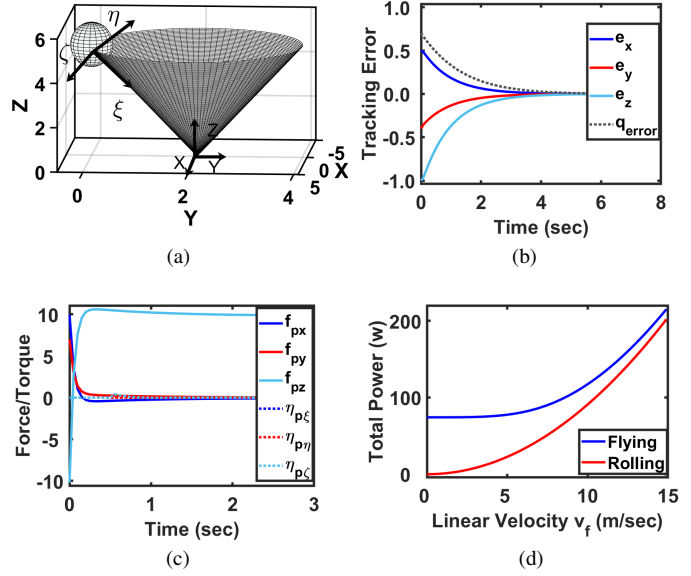 6
4
2
0
Z
η
ζ
ξ
Z
X
Y
0
2
4
Y
-5
0
5
X
(a)
1.0
0.5
0
-0.5
-1.0
Tracking Error
e_x
e_y
e_z
q_error
0
2
4
6
8
Time (sec)
(b)
10
5
0
-5
-10
Force/Torque
f_px
f_py
f_pz
η_pξ
η_pη
η_pζ
0
1
2
3
Time (sec)
(c)
200
100
0
Total Power (w)
Flying
Rolling
0
5
10
15
Linear Velocity v_f (m/sec)
(d)